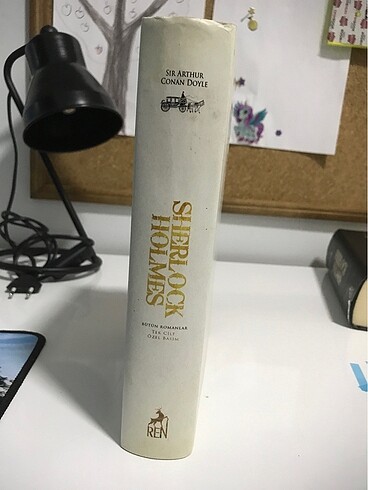 SIR ARTHUR
CONAN DOYLE
SHERLOCK
HOLMES
BÜTÜN ROMANLAR
TEK CİLT
ÖZEL BASIM
REN